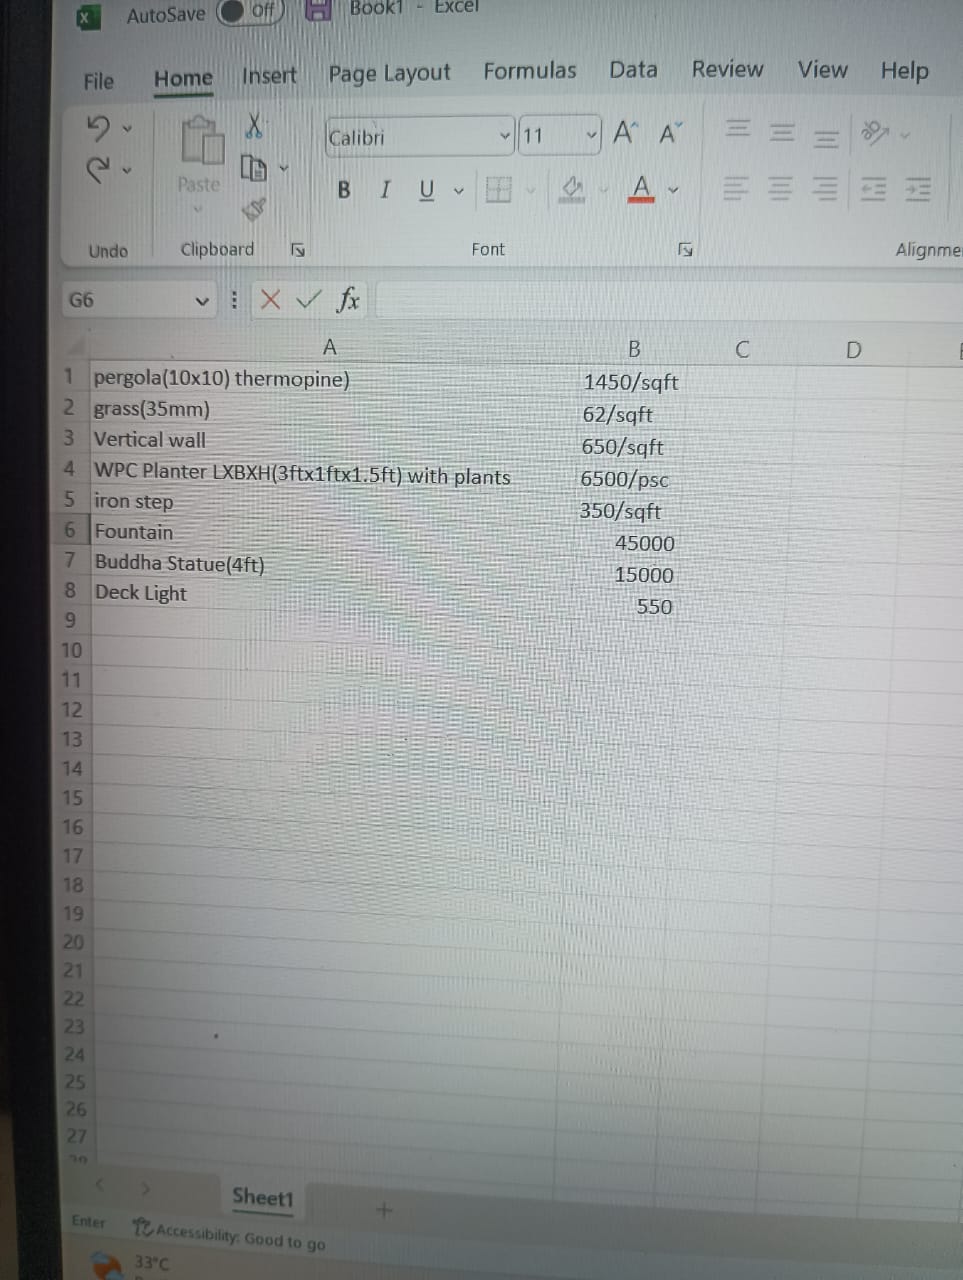 AutoSave Off Book1 - Excel
File Home Insert Page Layout Formulas Data Review View Help
Calibri 11 A A
Paste
B I U A
Undo Clipboard Font Alignme
G6 fx
A B C D
1 pergola(10x10) thermopine) 1450/sqft
2 grass(35mm) 62/sqft
3 Vertical wall 650/sqft
4 WPC Planter LXBXH(3ftx1ftx1.5ft) with plants 6500/psc
5 iron step 350/sqft
6 Fountain 45000
7 Buddha Statue(4ft) 15000
8 Deck Light 550
9
10
11
12
13
14
15
16
17
18
19
20
21
22
23
24
25
26
27
Sheet1
Enter Accessibility: Good to go
33°C